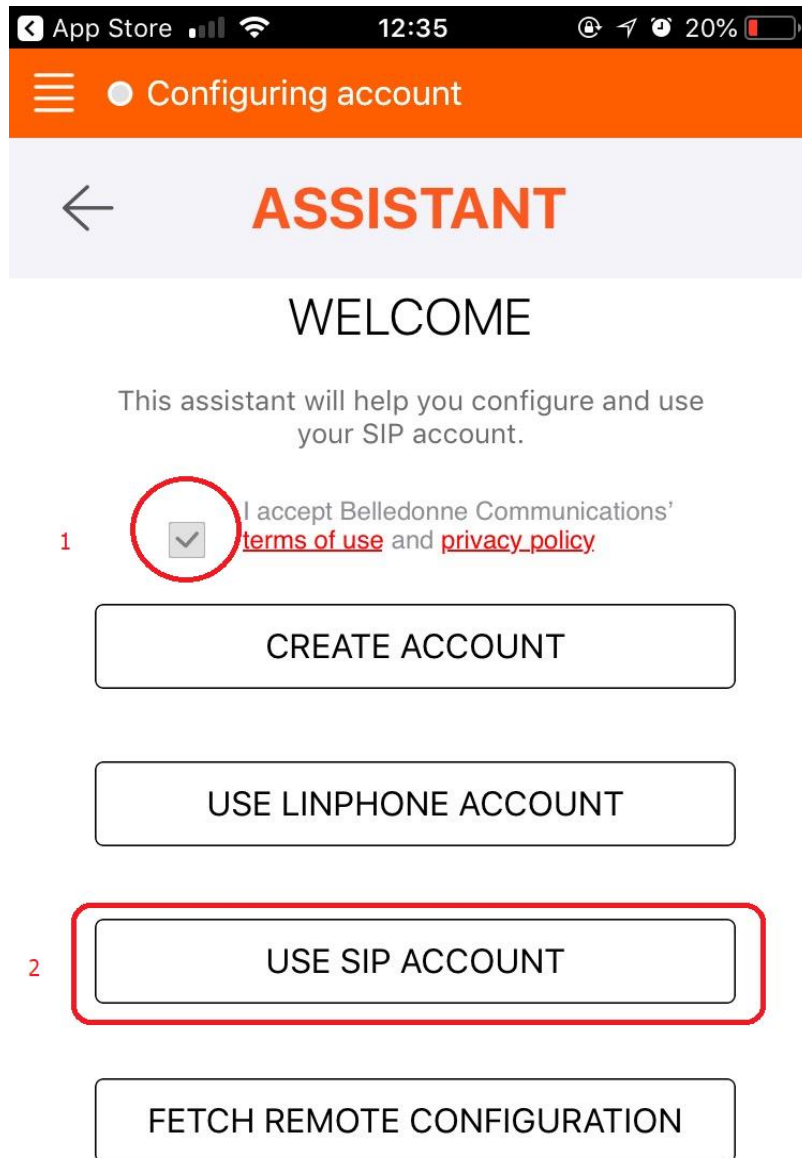 App Store 12:35 20%
Configuring account
ASSISTANT
WELCOME
This assistant will help you configure and use
your SIP account.
I accept Belledonne Communications’
1 terms of use and privacy policy
CREATE ACCOUNT
USE LINPHONE ACCOUNT
2 USE SIP ACCOUNT
FETCH REMOTE CONFIGURATION